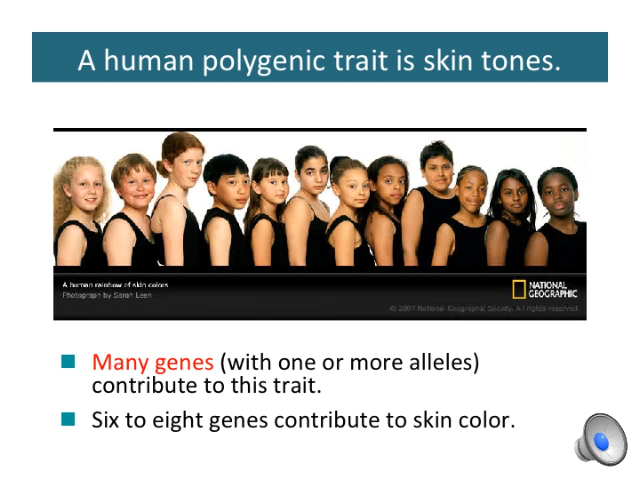 A human polygenic trait is skin tones.
A human rainbow of skin colors
Photograph by Sarah Leen
NATIONAL
GEOGRAPHIC
© 2007 National Geographic Society. All rights reserved.
Many genes (with one or more alleles)
contribute to this trait.
Six to eight genes contribute to skin color.